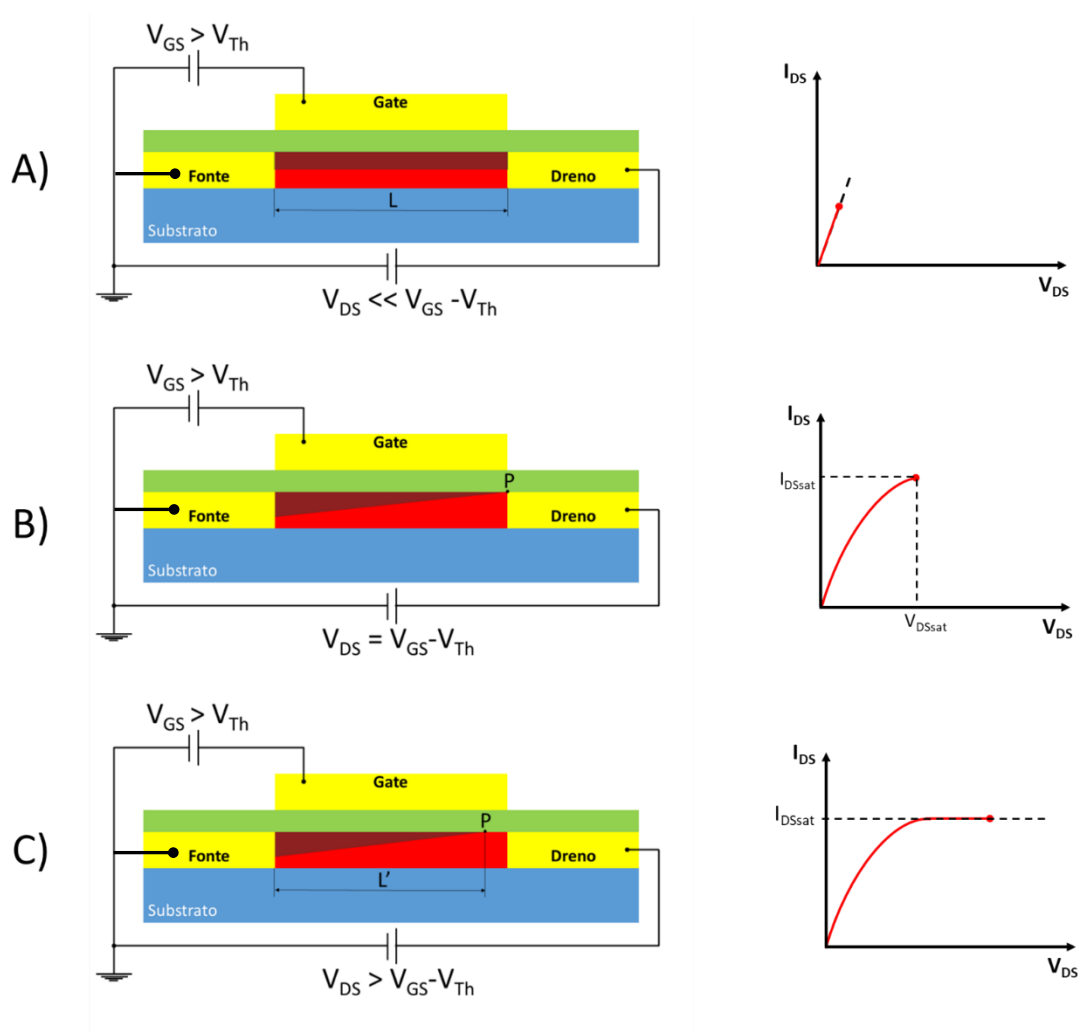 A)
V_GS > V_Th
Gate
Fonte
Dreno
L
Substrato
V_DS << V_GS -V_Th
I_DS
V_DS
B)
V_GS > V_Th
Gate
P
Fonte
Dreno
Substrato
V_DS = V_GS-V_Th
I_DS
I_DSsat
V_DSsat
V_DS
C)
V_GS > V_Th
Gate
P
Fonte
Dreno
L’
Substrato
V_DS > V_GS-V_Th
I_DS
I_DSsat
V_DS